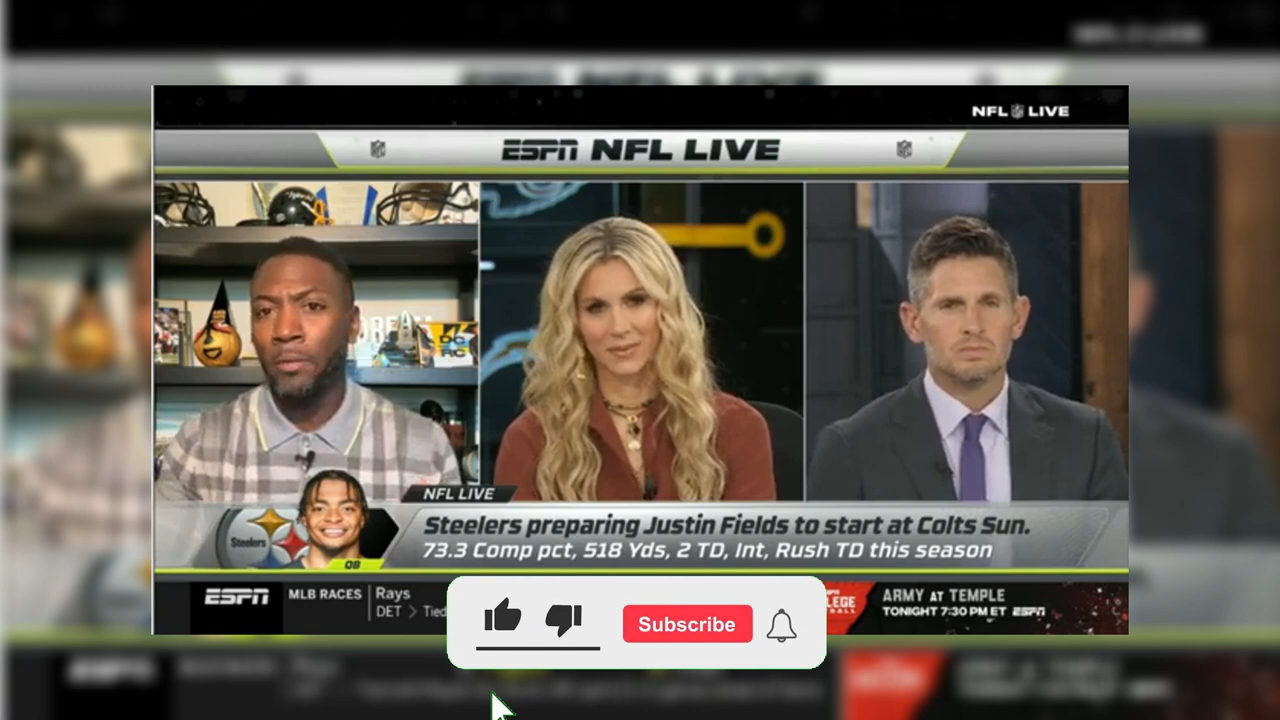 NFL LIVE
ESPN NFL LIVE
NFL LIVE
Steelers
QB
Steelers preparing Justin Fields to start at Colts Sun.
73.3 Comp pct, 518 Yds, 2 TD, Int, Rush TD this season
ESPN
MLB RACES
Rays
DET > Tied
ARMY AT TEMPLE
TONIGHT 7:30 PM ET ESPN
Subscribe